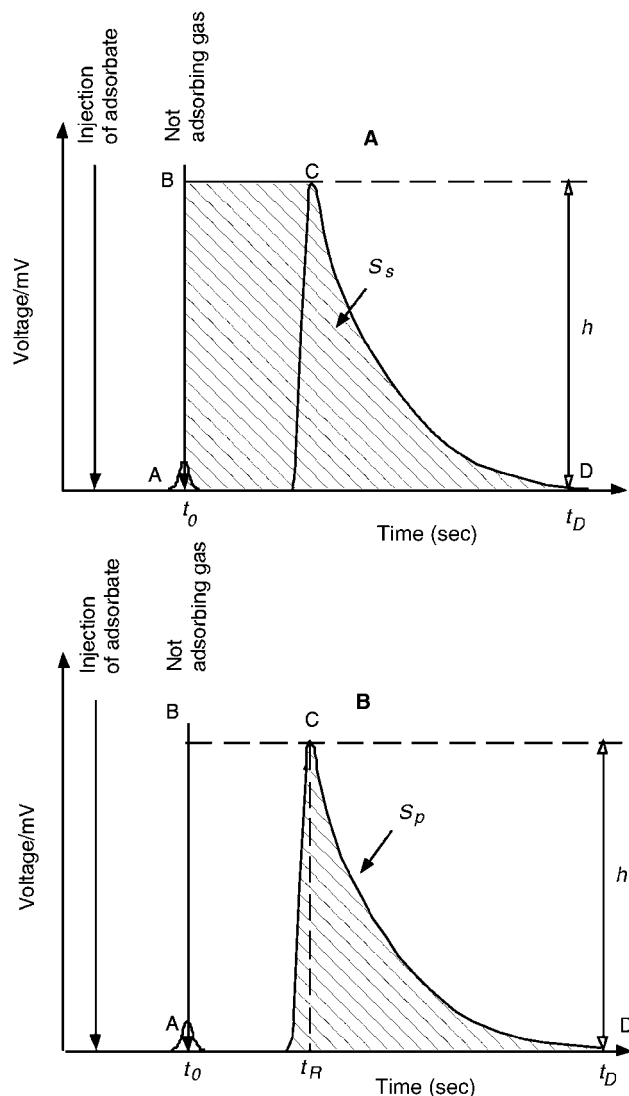 Injection
of adsorbate
Not
adsorbing gas
A
B
C
S_s
Voltage/mV
h
A
D
t_0
t_D
Time (sec)
Injection
of adsorbate
Not
adsorbing gas
B
B
C
S_p
Voltage/mV
h
A
D
t_0
t_R
t_D
Time (sec)